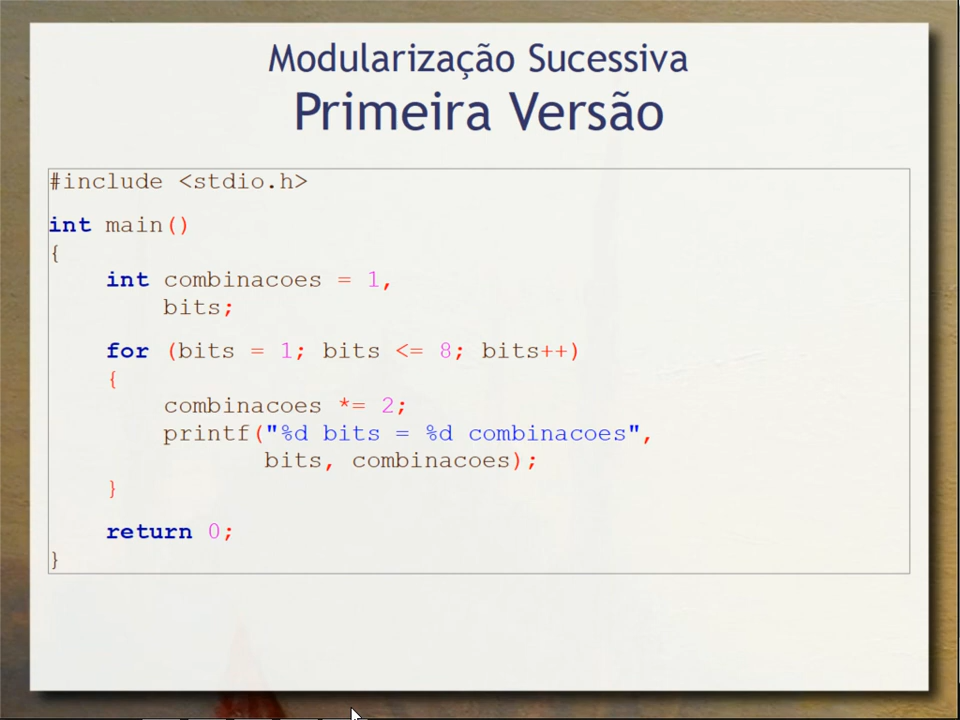 Modularização Sucessiva
Primeira Versão
#include <stdio.h>
int main()
{
    int combinacoes = 1,
        bits;
    for (bits = 1; bits <= 8; bits++)
    {
        combinacoes *= 2;
        printf("%d bits = %d combinacoes",
               bits, combinacoes);
    }
    return 0;
}